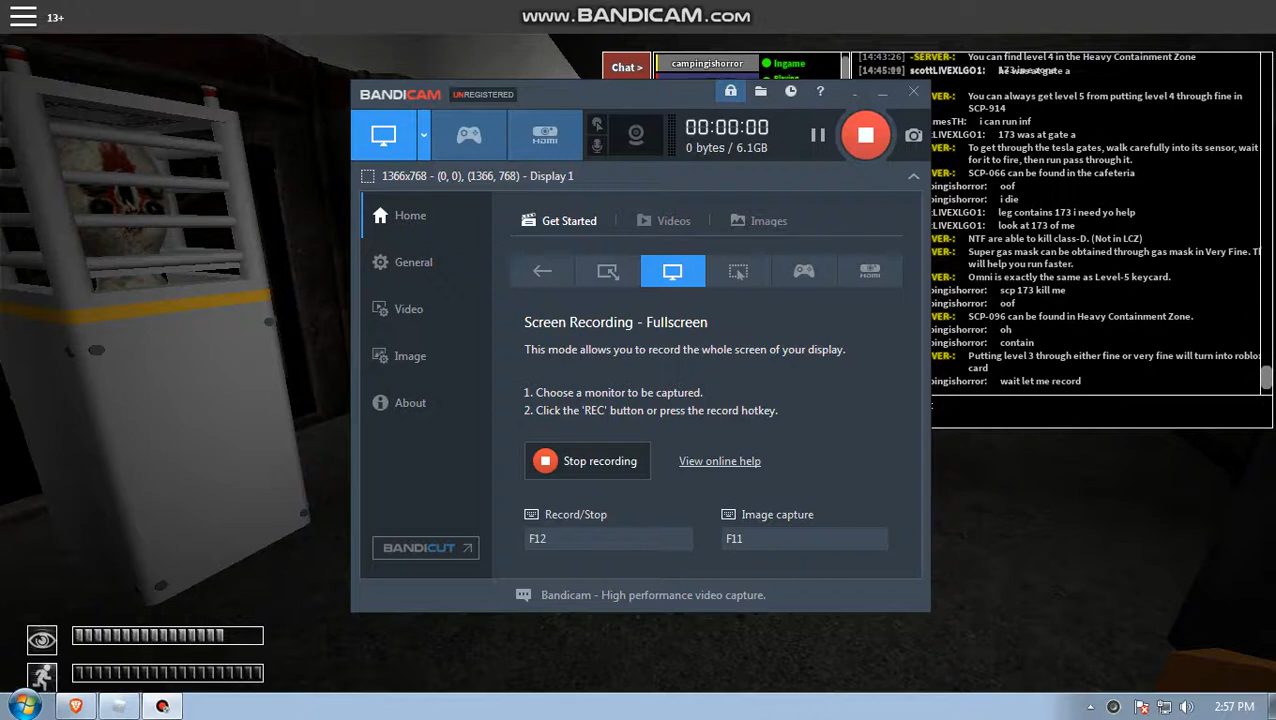 13+
www.BANDICAM.com
Chat >
campingishorror
Ingame
[14:43:26] -SERVER-: You can find level 4 in the Heavy Containment Zone
scottLIVEXLGO1:
VER-: You can always get level 5 from putting level 4 through fine in
SCP-914
mesTH: i can run inf
LIVEXLGO1: 173 was at gate a
VER-: To get through the tesla gates, walk carefully into its sensor, wait
for it to fire, then run pass through it.
VER-: SCP-066 can be found in the cafeteria
pingishorror: oof
pingishorror: i die
LIVEXLGO1: leg contains 173 i need yo help
LIVEXLGO1: look at 173 of me
VER-: NTF are able to kill class-D. (Not in LCZ)
VER-: Super gas mask can be obtained through gas mask in Very Fine. T
will help you run faster.
VER-: Omni is exactly the same as Level-5 keycard.
pingishorror: scp 173 kill me
pingishorror: oof
VER-: SCP-096 can be found in Heavy Containment Zone.
pingishorror: oh
pingishorror: contain
VER-: Putting level 3 through either fine or very fine will turn into roblox
card
pingishorror: wait let me record
BANDICAM UNREGISTERED
HDMI
00:00:00
0 bytes / 6.1GB
1366x768 - (0, 0), (1366, 768) - Display 1
Home
General
Video
Image
About
BANDICUT
Get Started
Videos
Images
HDMI
Screen Recording - Fullscreen
This mode allows you to record the whole screen of your display.
1. Choose a monitor to be captured.
2. Click the 'REC' button or press the record hotkey.
Stop recording
View online help
Record/Stop
Image capture
F12
F11
Bandicam - High performance video capture.
2:57 PM